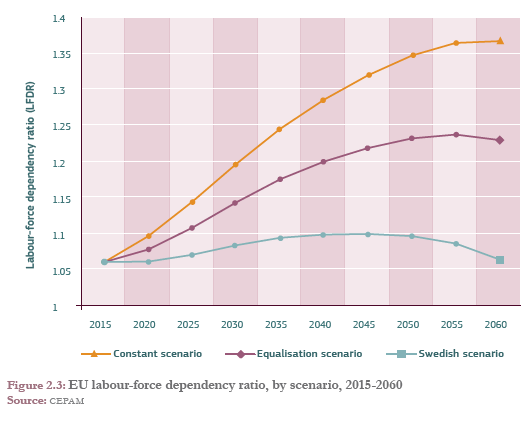 1.4
1.35
1.3
1.25
1.2
1.15
1.1
1.05
1
Labour-force dependency ratio (LFDR)
2015 2020 2025 2030 2035 2040 2045 2050 2055 2060
Constant scenario Equalisation scenario Swedish scenario
Figure 2.3: EU labour-force dependency ratio, by scenario, 2015-2060
Source: CEPAM